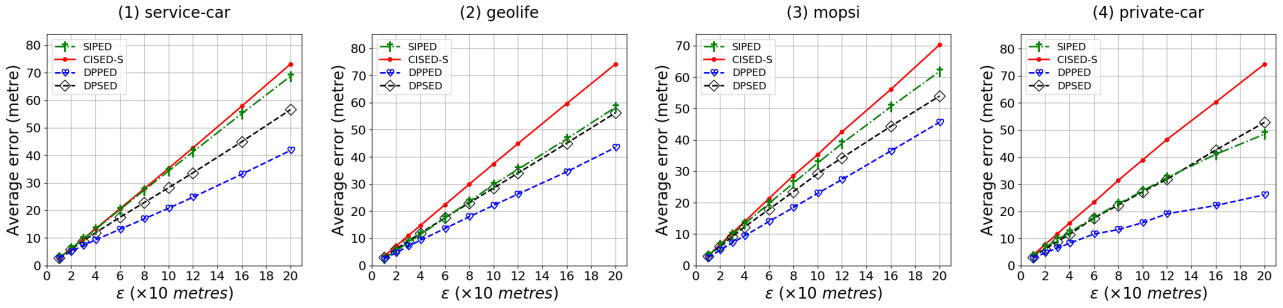 (1) service-car
Average error (metre)
80
70
60
50
40
30
20
10
0
SIPED
CISED-S
DPPED
DPSED
0 2 4 6 8 10 12 14 16 18 20
ε (×10 metres)
(2) geolife
Average error (metre)
80
70
60
50
40
30
20
10
0
SIPED
CISED-S
DPPED
DPSED
0 2 4 6 8 10 12 14 16 18 20
ε (×10 metres)
(3) mopsi
Average error (metre)
70
60
50
40
30
20
10
0
SIPED
CISED-S
DPPED
DPSED
0 2 4 6 8 10 12 14 16 18 20
ε (×10 metres)
(4) private-car
Average error (metre)
80
70
60
50
40
30
20
10
0
SIPED
CISED-S
DPPED
DPSED
0 2 4 6 8 10 12 14 16 18 20
ε (×10 metres)